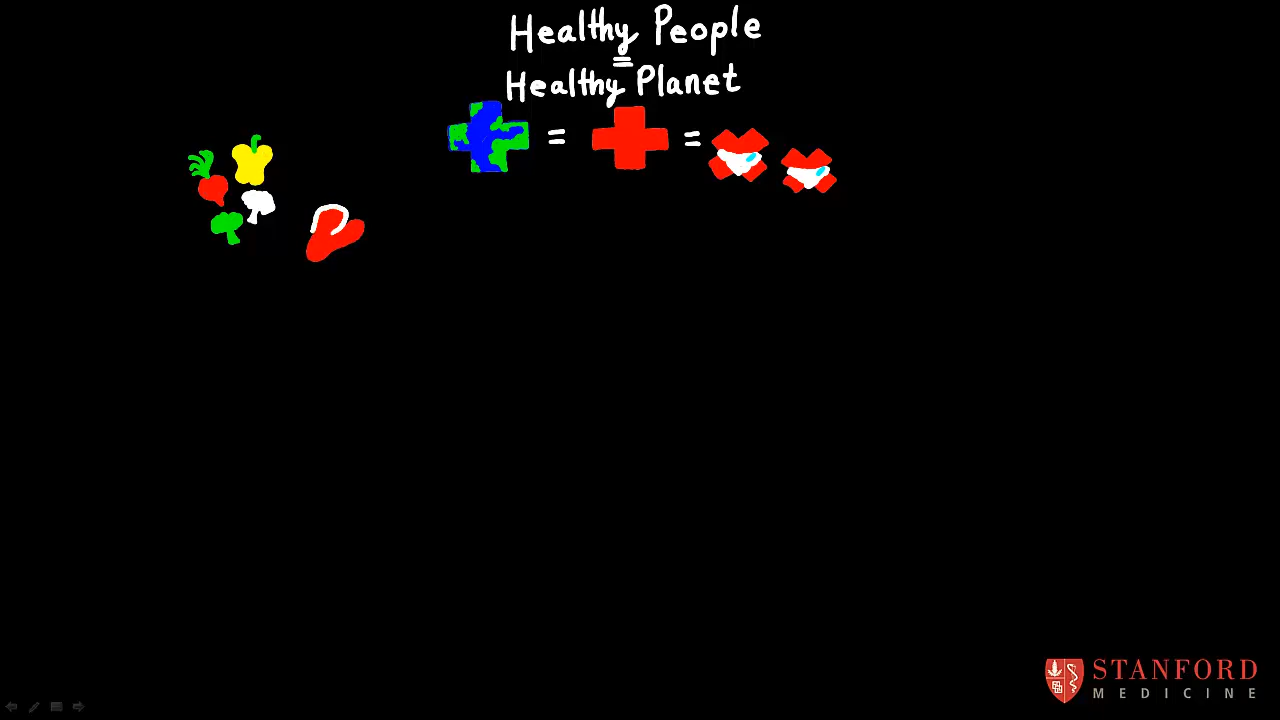 Healthy People
=
Healthy Planet
= =
STANFORD
MEDICINE